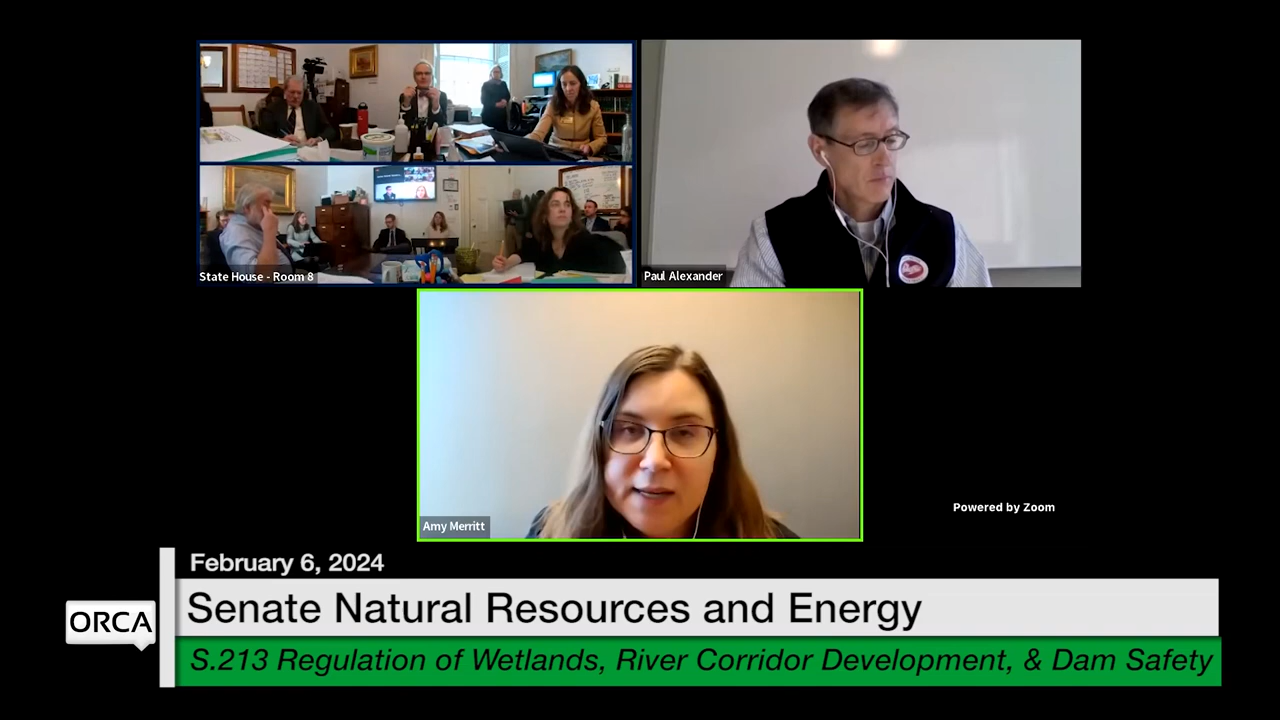 State House - Room 8
Paul Alexander
Amy Merritt
Powered by Zoom
February 6, 2024
ORCA
Senate Natural Resources and Energy
S.213 Regulation of Wetlands, River Corridor Development, & Dam Safety